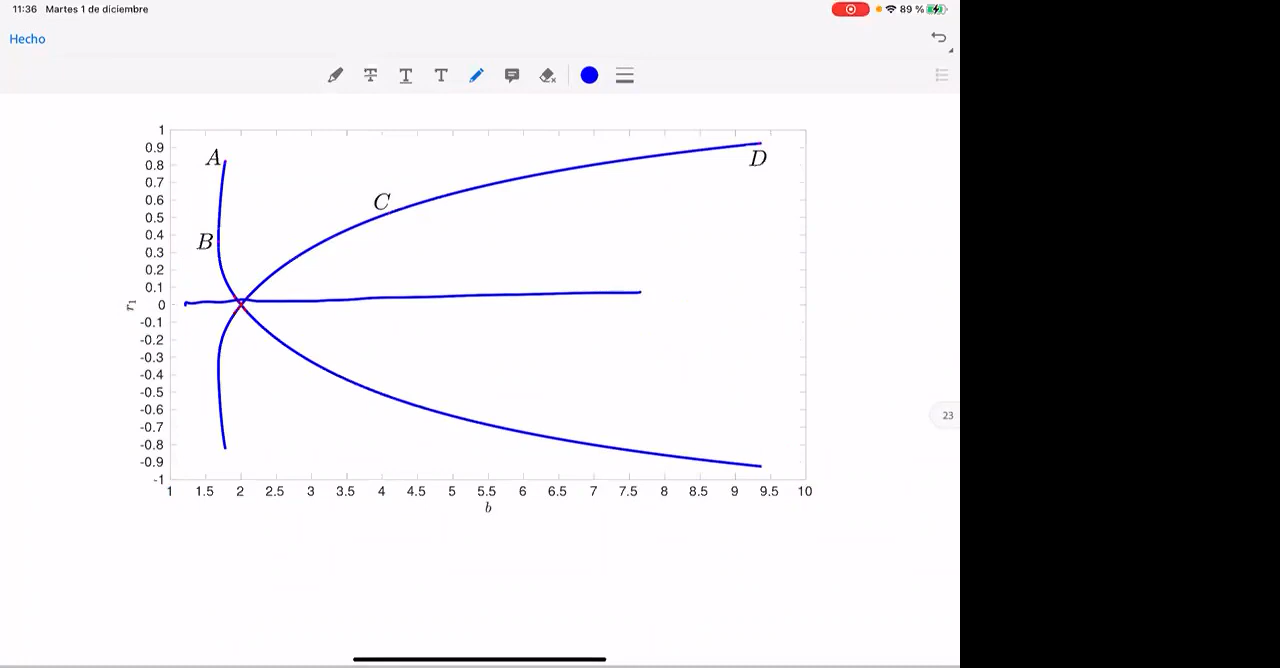 11:36 Martes 1 de diciembre 89 %
Hecho
T T T
1
0.9
0.8
0.7
0.6
0.5
0.4
0.3
0.2
0.1
0
-0.1
-0.2
-0.3
-0.4
-0.5
-0.6
-0.7
-0.8
-0.9
-1
r1
A
B
C
D
23
1 1.5 2 2.5 3 3.5 4 4.5 5 5.5 6 6.5 7 7.5 8 8.5 9 9.5 10
b